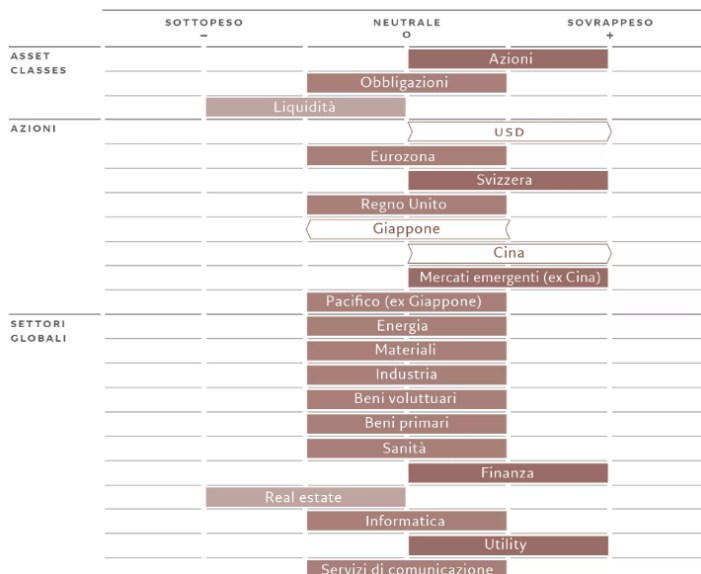 SOTTOPESO NEUTRALE SOVRAPPESO
– O +
ASSET
CLASSES
Azioni
Obbligazioni
Liquidità
AZIONI
USD
Eurozona
Svizzera
Regno Unito
Giappone
Cina
Mercati emergenti (ex Cina)
Pacifico (ex Giappone)
SETTORI
GLOBALI
Energia
Materiali
Industria
Beni voluttuari
Beni primari
Sanità
Finanza
Real estate
Informatica
Utility
Servizi di comunicazione